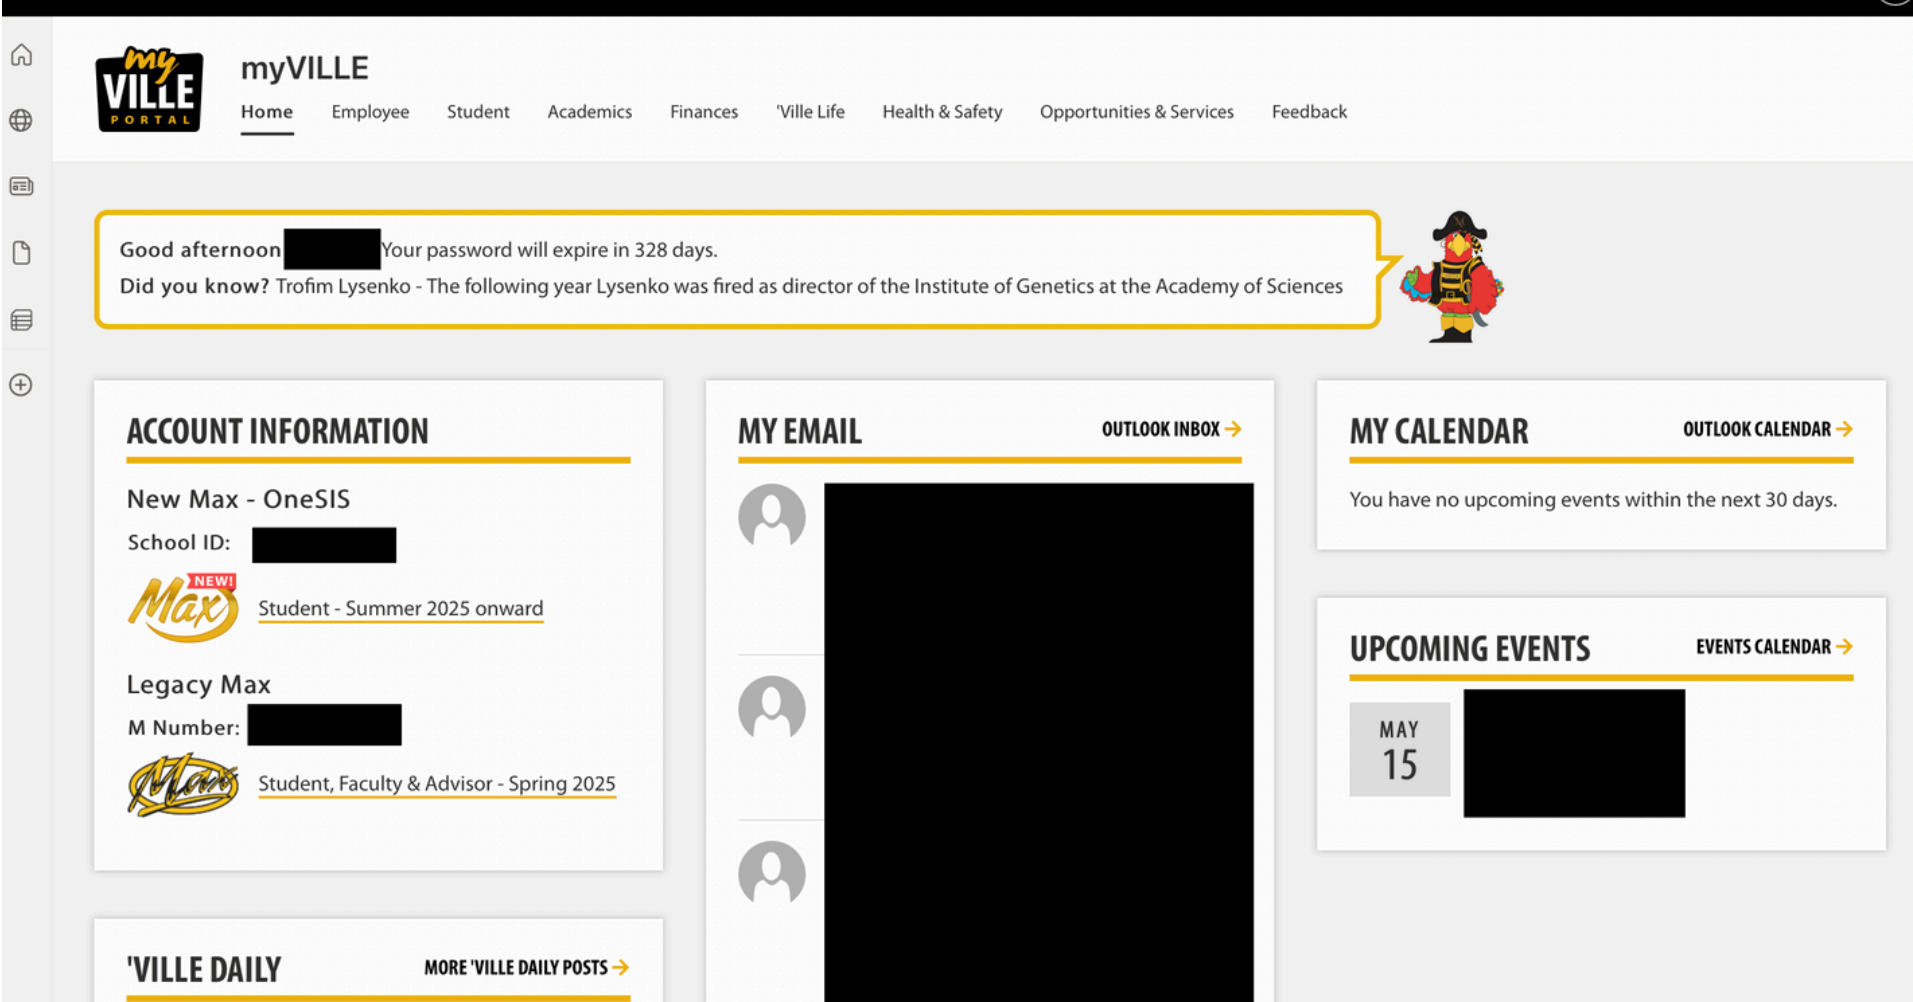 my
VILLE
PORTAL
myVILLE
Home Employee Student Academics Finances 'Ville Life Health & Safety Opportunities & Services Feedback
Good afternoon Your password will expire in 328 days.
Did you know? Trofim Lysenko - The following year Lysenko was fired as director of the Institute of Genetics at the Academy of Sciences
ACCOUNT INFORMATION
New Max - OneSIS
School ID:
NEW!
Max
Student - Summer 2025 onward
Legacy Max
M Number:
Max
Student, Faculty & Advisor - Spring 2025
'VILLE DAILY
MORE 'VILLE DAILY POSTS
MY EMAIL
OUTLOOK INBOX
MY CALENDAR
OUTLOOK CALENDAR
You have no upcoming events within the next 30 days.
UPCOMING EVENTS
EVENTS CALENDAR
MAY
15